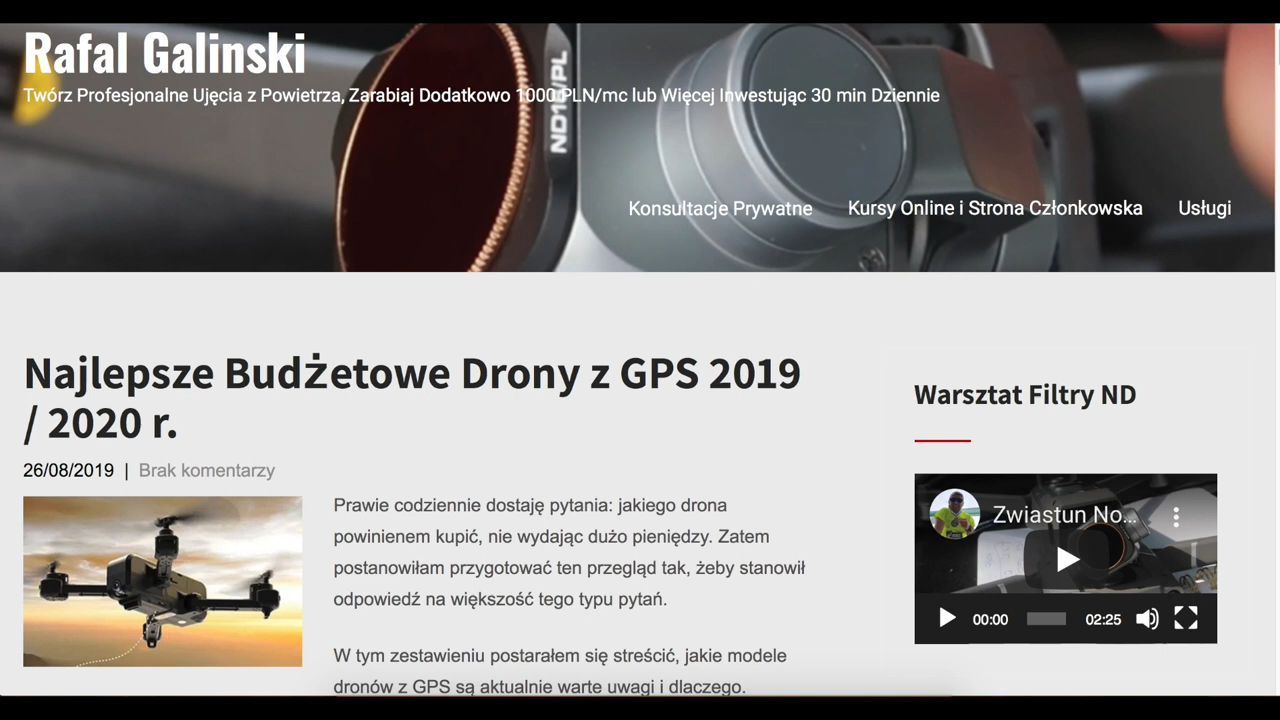 Rafal Galinski
Twórz Profesjonalne Ujęcia z Powietrza, Zarabiaj Dodatkowo 1000 PLN/mc lub Więcej Inwestując 30 min Dziennie
ND16/PL
Konsultacje Prywatne Kursy Online i Strona Członkowska Usługi
Najlepsze Budżetowe Drony z GPS 2019
/ 2020 r.
26/08/2019 | Brak komentarzy
Prawie codziennie dostaję pytania: jakiego drona
powinienem kupić, nie wydając dużo pieniędzy. Zatem
postanowiłam przygotować ten przegląd tak, żeby stanowił
odpowiedź na większość tego typu pytań.
W tym zestawieniu postarałem się streścić, jakie modele
dronów z GPS są aktualnie warte uwagi i dlaczego.
Warsztat Filtry ND
Zwiastun No...
00:00 02:25